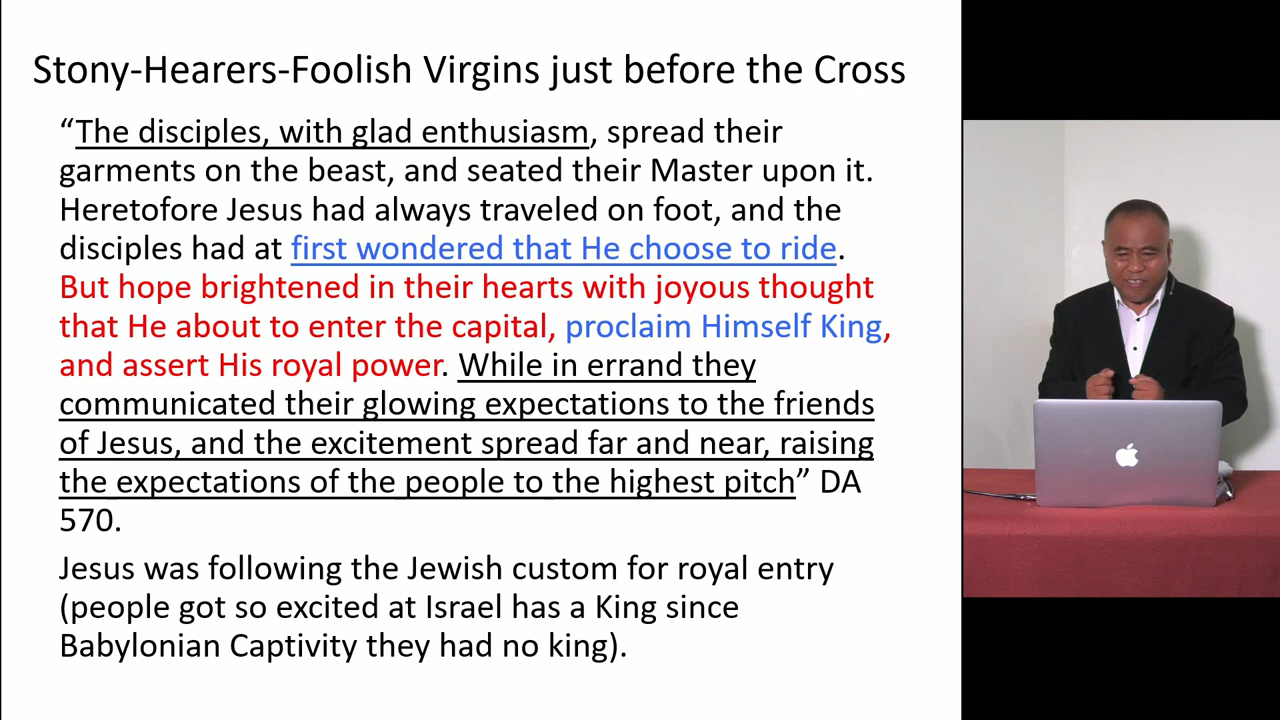 Stony-Hearers-Foolish Virgins just before the Cross
“The disciples, with glad enthusiasm, spread their
garments on the beast, and seated their Master upon it.
Heretofore Jesus had always traveled on foot, and the
disciples had at first wondered that He choose to ride.
But hope brightened in their hearts with joyous thought
that He about to enter the capital, proclaim Himself King,
and assert His royal power. While in errand they
communicated their glowing expectations to the friends
of Jesus, and the excitement spread far and near, raising
the expectations of the people to the highest pitch” DA
570.
Jesus was following the Jewish custom for royal entry
(people got so excited at Israel has a King since
Babylonian Captivity they had no king).